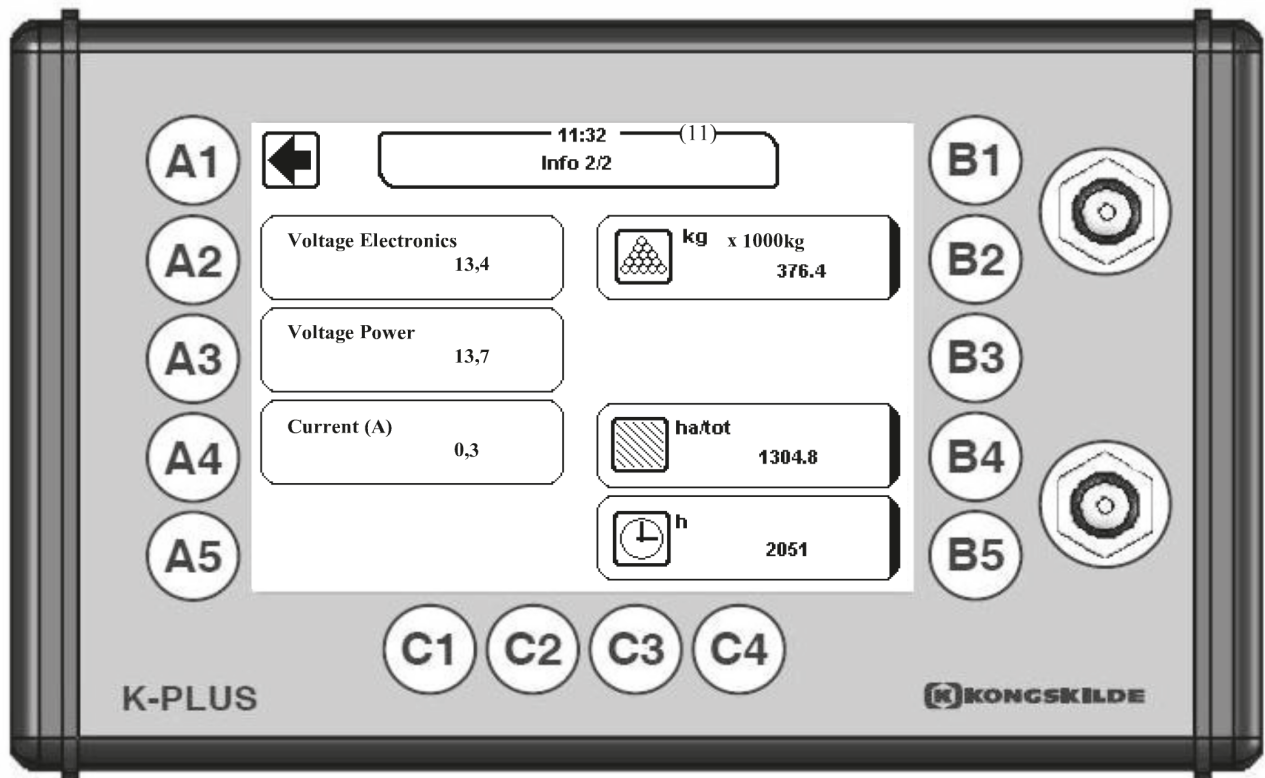 11:32
(11)
Info 2/2
A1
A2
A3
A4
A5
Voltage Electronics
13,4
Voltage Power
13,7
Current (A)
0,3
kg x 1000kg
376.4
ha/tot
1304.8
h
2051
B1
B2
B3
B4
B5
C1 C2 C3 C4
K-PLUS
KONGSKILDE